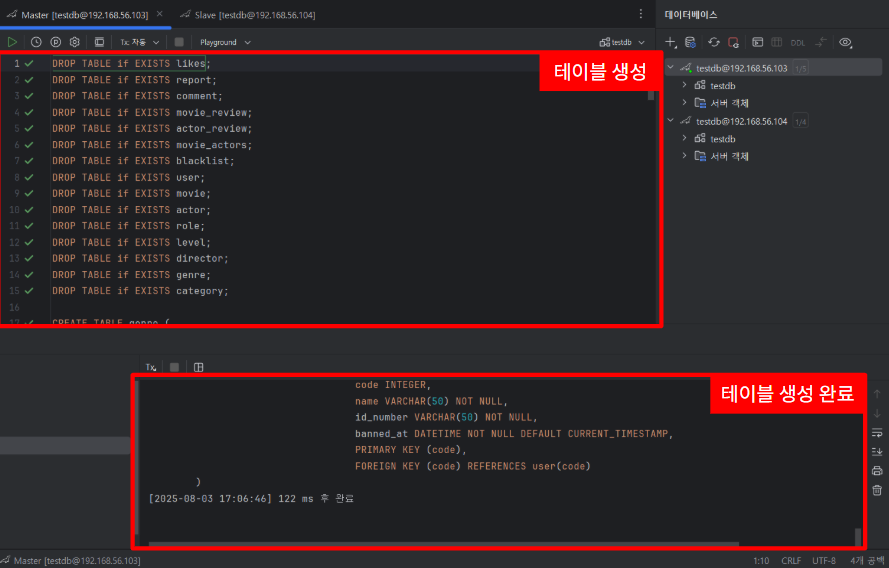 Master [testdb@192.168.56.103]
Slave [testdb@192.168.56.104]
데이터베이스
Tx: 자동
Playground
testdb
DDL
테이블 생성
1 DROP TABLE if EXISTS likes;
2 DROP TABLE if EXISTS report;
3 DROP TABLE if EXISTS comment;
4 DROP TABLE if EXISTS movie_review;
5 DROP TABLE if EXISTS actor_review;
6 DROP TABLE if EXISTS movie_actors;
7 DROP TABLE if EXISTS blacklist;
8 DROP TABLE if EXISTS user;
9 DROP TABLE if EXISTS movie;
10 DROP TABLE if EXISTS actor;
11 DROP TABLE if EXISTS role;
12 DROP TABLE if EXISTS level;
13 DROP TABLE if EXISTS director;
14 DROP TABLE if EXISTS genre;
15 DROP TABLE if EXISTS category;
16
17 CREATE TABLE genre (
testdb@192.168.56.103 1/5
testdb
서버 객체
testdb@192.168.56.104 1/4
testdb
서버 객체
Tx
테이블 생성 완료
code INTEGER,
name VARCHAR(50) NOT NULL,
id_number VARCHAR(50) NOT NULL,
banned_at DATETIME NOT NULL DEFAULT CURRENT_TIMESTAMP,
PRIMARY KEY (code),
FOREIGN KEY (code) REFERENCES user(code)
)
[2025-08-03 17:06:46] 122 ms 후 완료
Master [testdb@192.168.56.103]
1:10 CRLF UTF-8 4개 공백